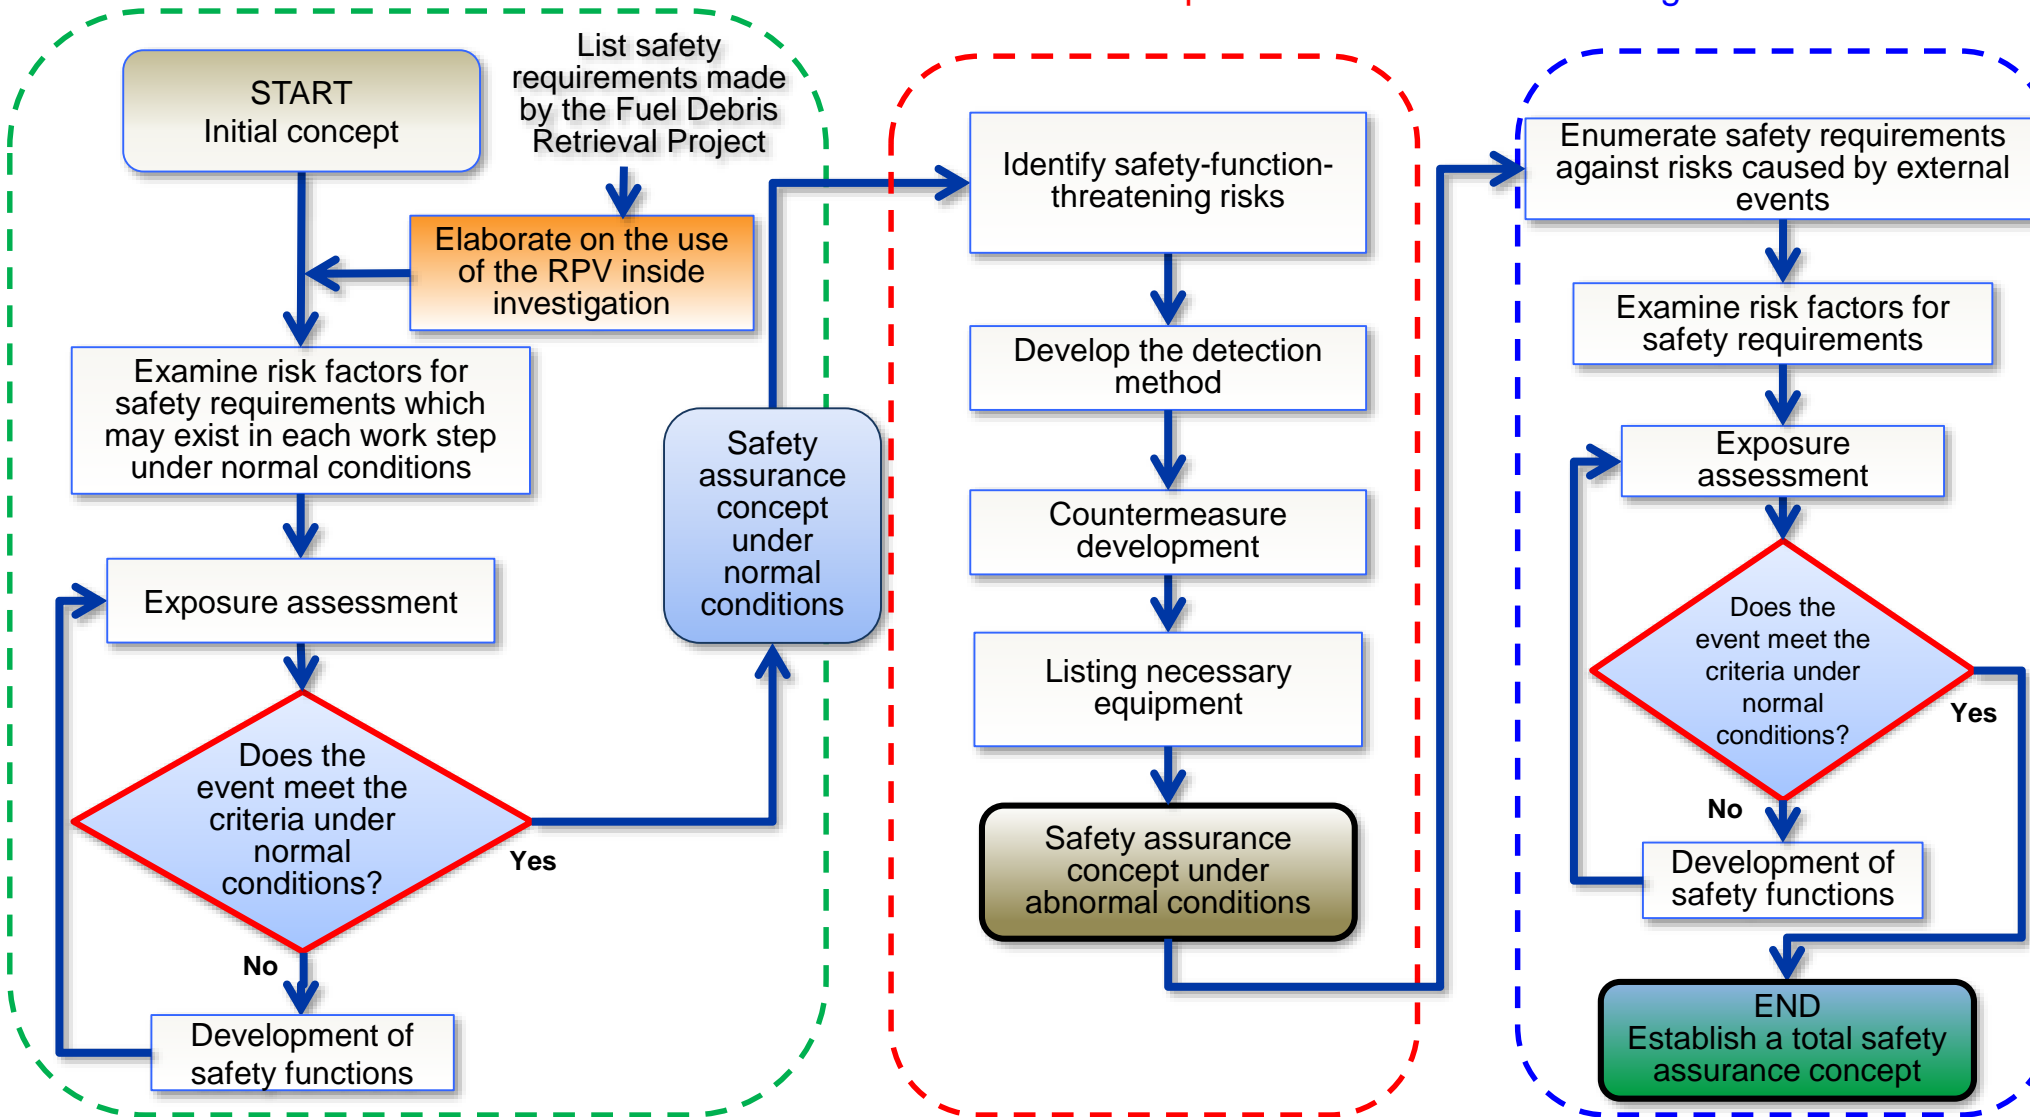 START
Initial concept
List safety
requirements made
by the Fuel Debris
Retrieval Project
Elaborate on the use
of the RPV inside
investigation
Examine risk factors for
safety requirements which
may exist in each work step
under normal conditions
Exposure assessment
Does the
event meet the
criteria under
normal
conditions?
Yes
No
Development of
safety functions
Safety
assurance
concept
under
normal
conditions
Identify safety-function-
threatening risks
Develop the detection
method
Countermeasure
development
Listing necessary
equipment
Safety assurance
concept under
abnormal conditions
Enumerate safety requirements
against risks caused by external
events
Examine risk factors for
safety requirements
Exposure
assessment
Does the
event meet the
criteria under
normal
conditions?
Yes
No
Development of
safety functions
END
Establish a total safety
assurance concept